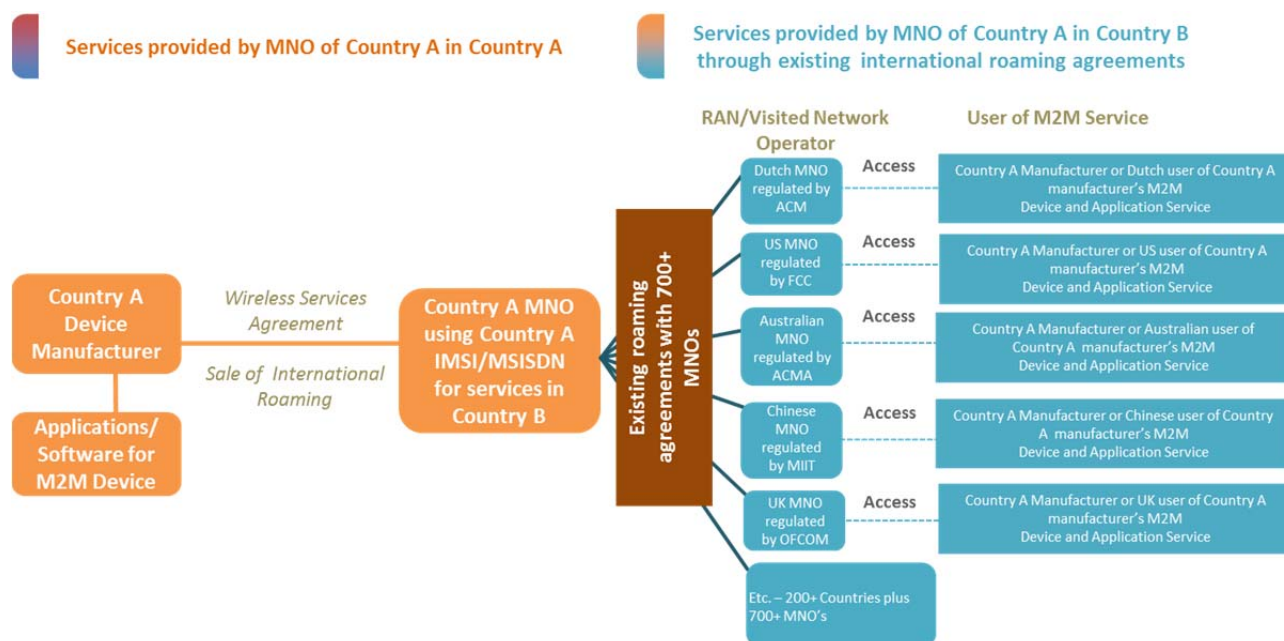 Services provided by MNO of Country A in Country A
Services provided by MNO of Country A in Country B
through existing international roaming agreements
RAN/Visited Network
Operator
User of M2M Service
Country A
Device
Manufacturer
Applications/
Software for
M2M Device
Wireless Services
Agreement
Sale of International
Roaming
Country A MNO
using Country A
IMSI/MSISDN
for services in
Country B
Existing roaming
agreements with 700+
MNOs
Dutch MNO
regulated by
ACM
Access
Country A Manufacturer or Dutch user of Country A
manufacturer's M2M
Device and Application Service
US MNO
regulated
by FCC
Access
Country A Manufacturer or US user of Country A
manufacturer's M2M
Device and Application Service
Australian
MNO
regulated by
ACMA
Access
Country A Manufacturer or Australian user of
Country A manufacturer's M2M
Device and Application Service
Chinese
MNO
regulated
by MIIT
Access
Country A Manufacturer or Chinese user of Country
A manufacturer's M2M
Device and Application Service
UK MNO
regulated
by OFCOM
Access
Country A Manufacturer or UK user of Country A
manufacturer's M2M
Device and Application Service
Etc. – 200+ Countries plus
700+ MNO's